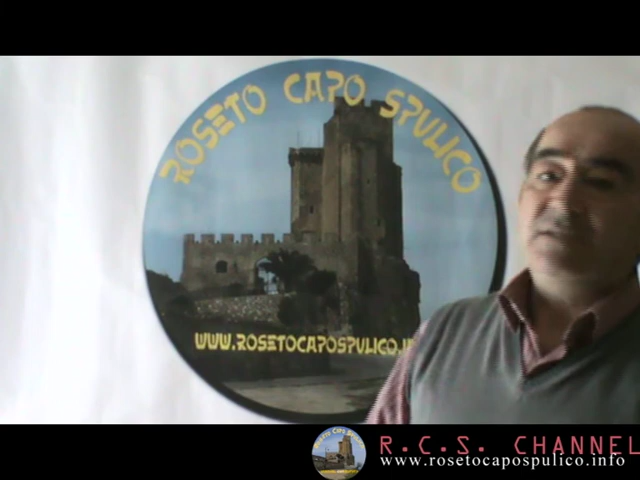 ROSETO CAPO SPULICO
WWW.ROSETOCAPOSPULICO.I
R.C.S. CHANNEL
www.rosetocapospulico.info